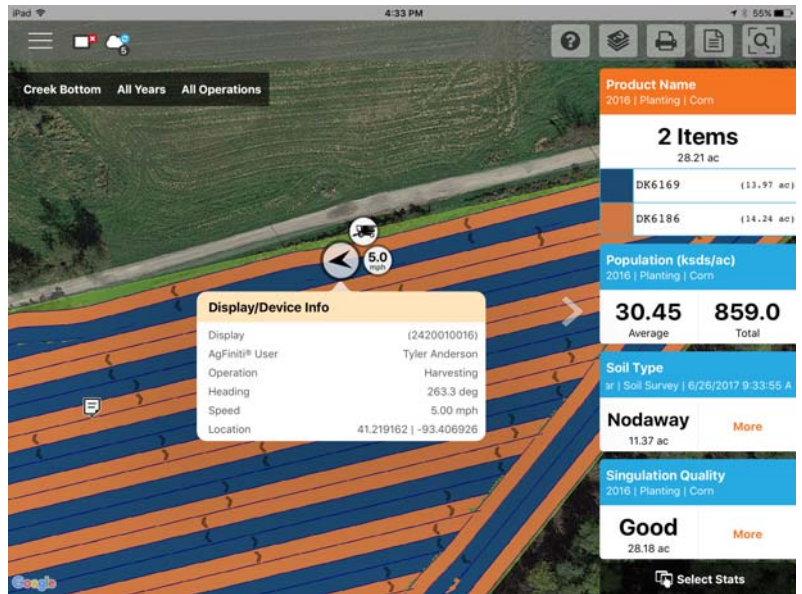 iPad 4:33 PM 55%
5
Creek Bottom All Years All Operations
Product Name
2016 | Planting | Corn
2 Items
28.21 ac
DK6169 (13.97 ac)
DK6186 (14.24 ac)
5.0
mph
Population (ksds/ac)
2016 | Planting | Corn
30.45 859.0
Average Total
Display/Device Info
Display (2420010016)
AgFiniti® User Tyler Anderson
Operation Harvesting
Heading 263.3 deg
Speed 5.00 mph
Location 41.219162 | -93.406926
Soil Type
ar | Soil Survey | 6/26/2017 9:33:55 A
Nodaway More
11.37 ac
Singulation Quality
2016 | Planting | Corn
Good More
28.18 ac
Select Stats
Google